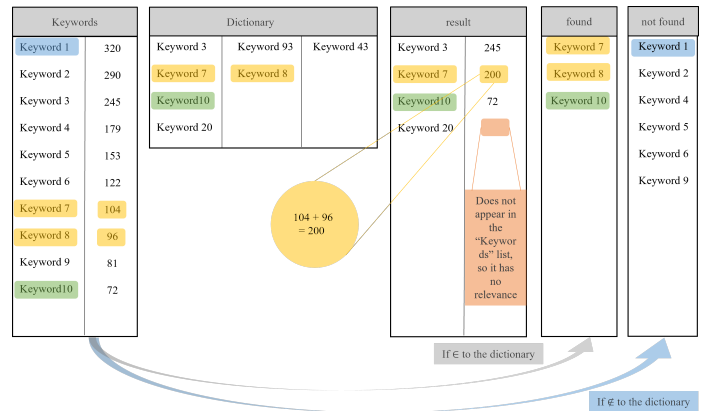 Keywords
Dictionary
result
found
not found
Keyword 1 320
Keyword 2 290
Keyword 3 245
Keyword 4 179
Keyword 5 153
Keyword 6 122
Keyword 7 104
Keyword 8 96
Keyword 9 81
Keyword10 72
Keyword 3 Keyword 93 Keyword 43
Keyword 7 Keyword 8
Keyword10
Keyword 20
Keyword 3 245
Keyword 7 200
Keyword10 72
Keyword 20
104 + 96
= 200
Does not
appear in
the
“Keywor
ds” list,
so it has
no
relevance
Keyword 7
Keyword 8
Keyword 10
Keyword 1
Keyword 2
Keyword 4
Keyword 5
Keyword 6
Keyword 9
If ∈ to the dictionary
If ∉ to the dictionary